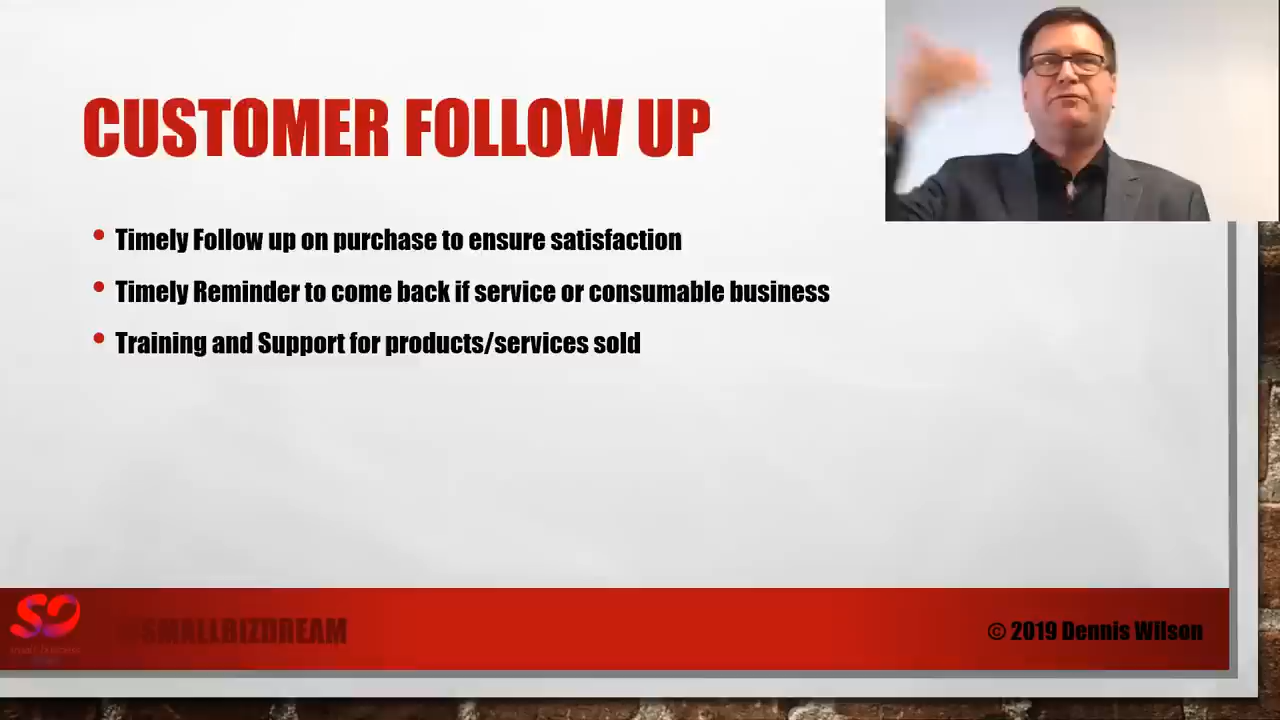 CUSTOMER FOLLOW UP
• Timely Follow up on purchase to ensure satisfaction
• Timely Reminder to come back if service or consumable business
• Training and Support for products/services sold
@SMALLBIZDREAM
© 2019 Dennis Wilson